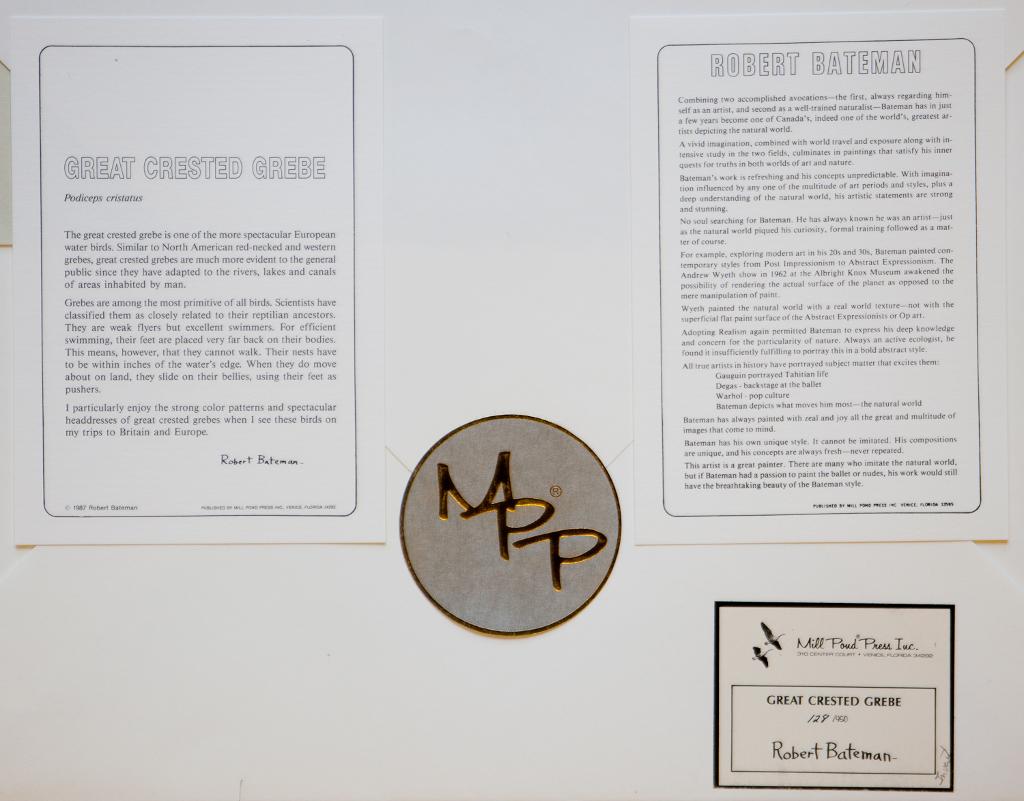 GREAT CRESTED GREBE
Podiceps cristatus
The great crested grebe is one of the more spectacular European
water birds. Similar to North American red-necked and western
grebes, great crested grebes are much more evident to the general
public since they have adapted to the rivers, lakes and canals
of areas inhabited by man.
Grebes are among the most primitive of all birds. Scientists have
classified them as closely related to their reptilian ancestors.
They are weak flyers but excellent swimmers. For efficient
swimming, their feet are placed very far back on their bodies.
This means, however, that they cannot walk. Their nests have
to be within inches of the water's edge. When they do move
about on land, they slide on their bellies, using their feet as
pushers.
I particularly enjoy the strong color patterns and spectacular
headdresses of great crested grebes when I see these birds on
my trips to Britain and Europe.
Robert Bateman
© 1987 Robert Bateman
PUBLISHED BY MILL POND PRESS INC. VENICE, FLORIDA 34292
ROBERT BATEMAN
Combining two accomplished avocations—the first, always regarding him-
self as an artist, and second as a well-trained naturalist—Bateman has in just
a few years become one of Canada's, indeed one of the world's, greatest ar-
tists depicting the natural world.
A vivid imagination, combined with world travel and exposure along with in-
tensive study in the two fields, culminates in paintings that satisfy his inner
quests for truths in both worlds of art and nature.
Bateman's work is refreshing and his concepts unpredictable. With imagina-
tion influenced by any one of the multitude of art periods and styles, plus a
deep understanding of the natural world, his artistic statements are strong
and stunning.
No soul searching for Bateman. He has always known he was an artist—just
as the natural world piqued his curiosity, formal training followed as a mat-
ter of course.
For example, exploring modern art in his 20s and 30s, Bateman painted con-
temporary styles from Post Impressionism to Abstract Expressionism. The
Andrew Wyeth show in 1962 at the Albright Knox Museum awakened the
possibility of rendering the actual surface of the planet as opposed to the
mere manipulation of paint.
Wyeth painted the natural world with a real world texture—not with the
superficial flat paint surface of the Abstract Expressionists or Op art.
Adopting Realism again permitted Bateman to express his deep knowledge
and concern for the particularity of nature. Always an active ecologist, he
found it insufficiently fulfilling to portray this in a bold abstract style.
All true artists in history have portrayed subject matter that excites them:
Gauguin portrayed Tahitian life
Degas - backstage at the ballet
Warhol - pop culture
Bateman depicts what moves him most—the natural world
Bateman has always painted with zeal and joy all the great and multitude of
images that come to mind.
Bateman has his own unique style. It cannot be imitated. His compositions
are unique, and his concepts are always fresh—never repeated.
This artist is a great painter. There are many who imitate the natural world,
but if Bateman had a passion to paint the ballet or nudes, his work would still
have the breathtaking beauty of the Bateman style.
PUBLISHED BY MILL POND PRESS INC. VENICE, FLORIDA 33595
MPP®
Mill Pond® Press Inc.
310 CENTER COURT • VENICE, FLORIDA 34292
GREAT CRESTED GREBE
128/1950
Robert Bateman